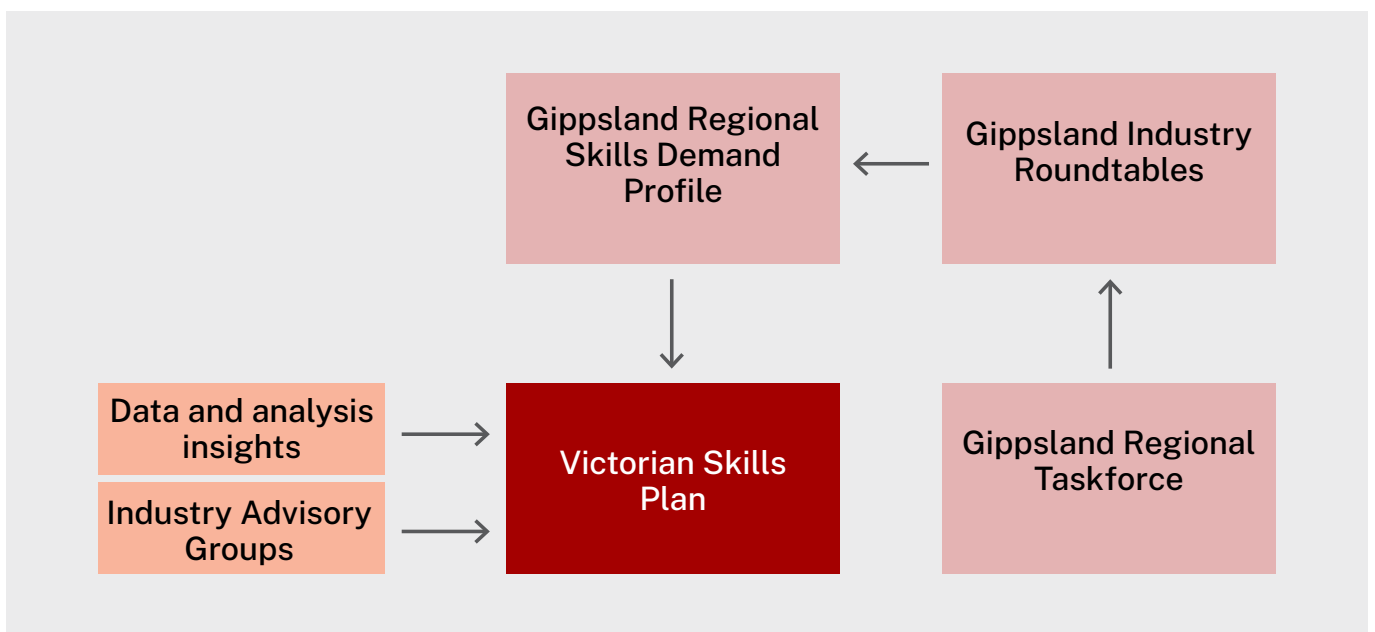 Gippsland Regional
Skills Demand
Profile
Gippsland Industry
Roundtables
Data and analysis
insights
Industry Advisory
Groups
Victorian Skills
Plan
Gippsland Regional
Taskforce